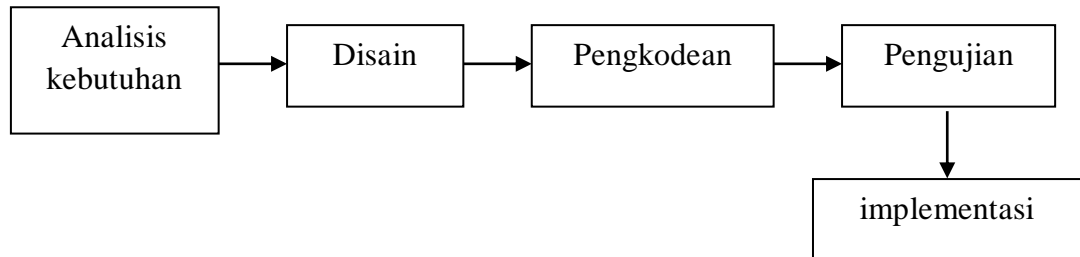 Analisis
kebutuhan
Disain
Pengkodean
Pengujian
implementasi